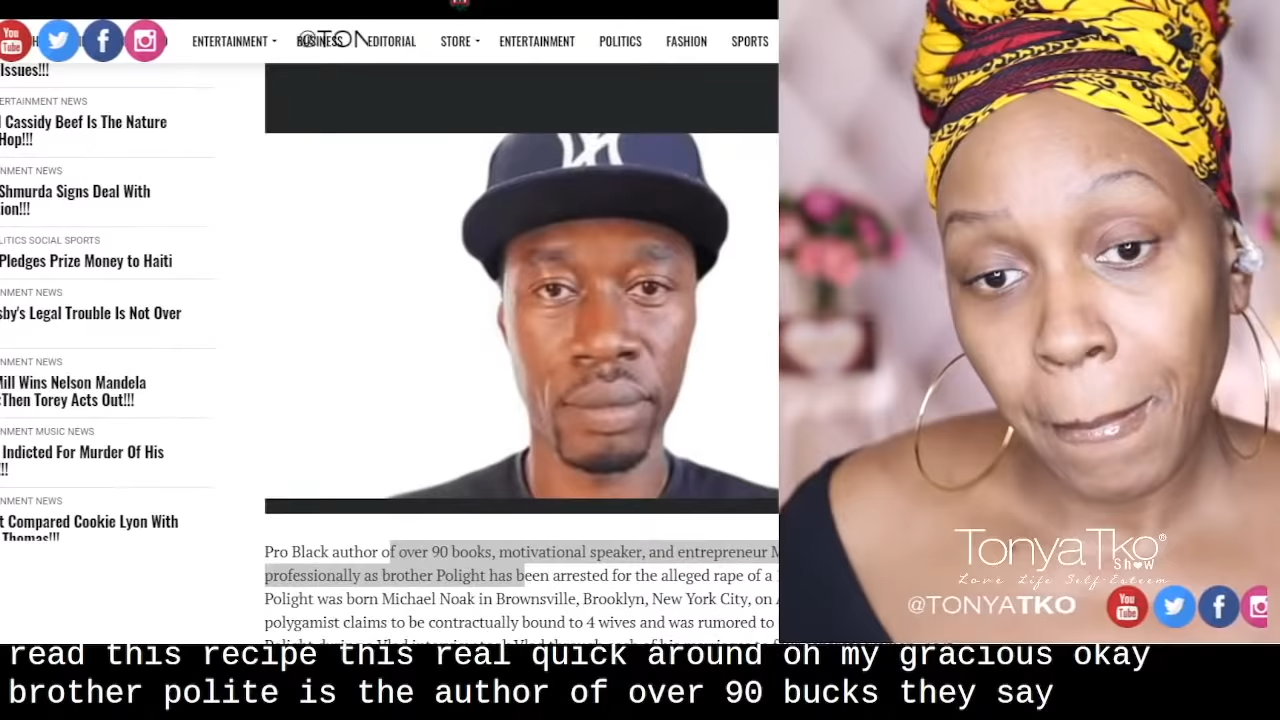 You
Tube
ENTERTAINMENT
BUSINESS
@TON
EDITORIAL
STORE
ENTERTAINMENT
POLITICS
FASHION
SPORTS
Issues!!!
ERTAINMENT NEWS
Cassidy Beef Is The Nature
Hop!!!
NMENT NEWS
Shmurda Signs Deal With
ion!!!
LITICS SOCIAL SPORTS
Pledges Prize Money to Haiti
NMENT NEWS
sby's Legal Trouble Is Not Over
NMENT NEWS
Mill Wins Nelson Mandela
:Then Torey Acts Out!!!
NMENT MUSIC NEWS
Indicted For Murder Of His
!!!
NMENT NEWS
t Compared Cookie Lyon With
Thomas!!!
Pro Black author of over 90 books, motivational speaker, and entrepreneur M
professionally as brother Polight has been arrested for the alleged rape of a
Polight was born Michael Noak in Brownsville, Brooklyn, New York City, on A
polygamist claims to be contractually bound to 4 wives and was rumored to
TonyaTko®
Show
Love Life Self-Esteem
@TONYATKO
You
Tube
read this recipe this real quick around oh my gracious okay
brother polite is the author of over 90 bucks they say